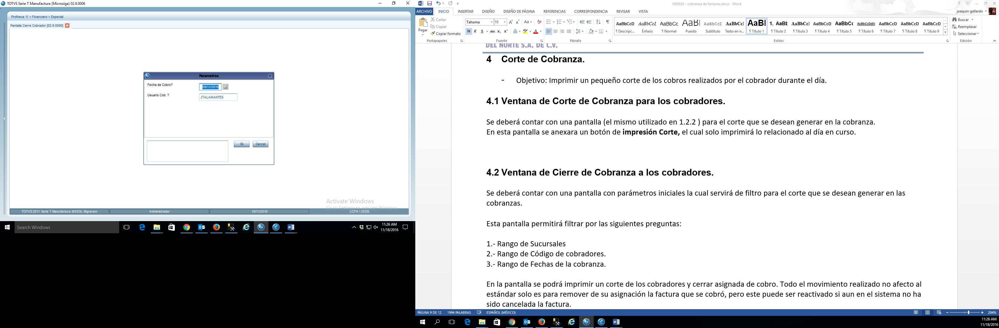 TOTVS Serie T Manufactura (Microsiga) 02.9.0006
Protheus 11 > Financiero > Especial
Pantalla Cierre Cobrador [02.9.0006]
Parametros
Fecha de Cobro?
09/11/2016
Usuario Cob: ?
JTALAMANTES
Ok
Cancel
Activate Windows
Go to Settings to activate Windows.
TOTVS 2011 Serie T Manufactura MSSQL Migracion
Administrador
18/11/2016
CCFN / CEDIS
Search Windows
11:26 AM
11/18/2016
MIS024 - cobranza de facturas.docx - Word
ARCHIVO INICIO INSERTAR DISEÑO DISEÑO DE PÁGINA REFERENCIAS CORRESPONDENCIA REVISAR VISTA
joaquin gallardo
Pegar
Cortar
Copiar
Copiar formato
Portapapeles
Tahoma 11
N K S abc x₂ x²
Fuente
Párrafo
AaBbCcD AaBbCcL AaBbCc AaBl AaBbCcD AaBbCcl AaBl 1. AaBl AaBbCcl AaBbCcD AaBbCc AaBbCcDdEe AaBbCcD AaBbCcD AaBbCcD
¶ Descripc... Énfasis ¶ Normal Puesto Subtítulo Texto en n... ¶ Título 1 ¶ Título 2 ¶ Título 3 ¶ Título 4 ¶ Título 5 ¶ Título 6 ¶ Título 7 ¶ Título 8 ¶ Título 9
Estilos
Buscar
Reemplazar
Seleccionar
Edición
DEL NORTE S.A. DE C.V.
4 Corte de Cobranza.
- Objetivo: Imprimir un pequeño corte de los cobros realizados por el cobrador durante el día.
4.1 Ventana de Corte de Cobranza para los cobradores.
Se deberá contar con una pantalla (el mismo utilizado en 1.2.2 ) para el corte que se desean generar en la cobranza.
En esta pantalla se anexara un botón de impresión Corte, el cual solo imprimirá lo relacionado al día en curso.
4.2 Ventana de Cierre de Cobranza a los cobradores.
Se deberá contar con una pantalla con parámetros iniciales la cual servirá de filtro para el corte que se desean generar en las
cobranzas.
Esta pantalla permitirá filtrar por las siguientes preguntas:
1.- Rango de Sucursales
2.- Rango de Código de cobradores.
3.- Rango de Fechas de la cobranza.
En la pantalla se podrá imprimir un corte de los cobradores y cerrar asignada de cobro. Todo el movimiento realizado no afecto al
estándar solo es para remover de su asignación la factura que se cobró, pero este puede ser reactivado si aun en el sistema no ha
sido cancelada la factura.
PÁGINA 9 DE 12 1994 PALABRAS ESPAÑOL (MÉXICO)
204%
11:26 AM
11/18/2016